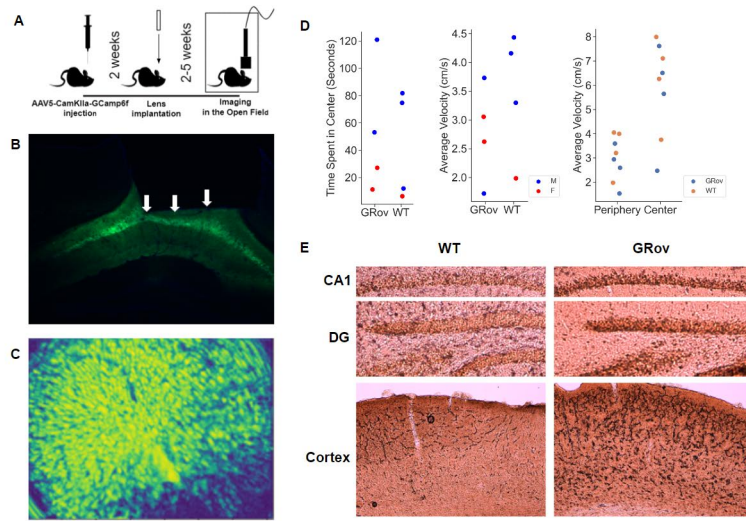 A
2 weeks
2-5 weeks
AAV5-CamKIIa-GCamp6f
injection
Lens
implantation
Imaging
in the Open Field
B
C
D
Time Spent in Center (Seconds)
120
100
80
60
40
20
GRov WT
Average Velocity (cm/s)
4.5
4.0
3.5
3.0
2.5
2.0
GRov WT
M
F
Average Velocity (cm/s)
8
7
6
5
4
3
2
Periphery Center
GRov
WT
E
WT
GRov
CA1
DG
Cortex